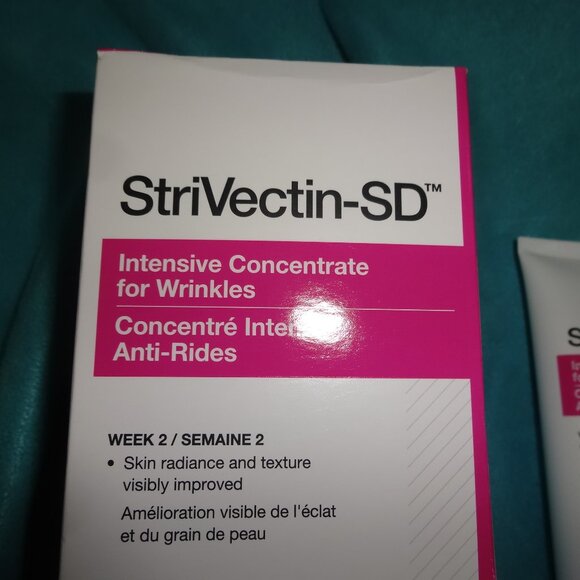 StriVectin-SD™
Intensive Concentrate
for Wrinkles
Concentré
Anti-Rides
WEEK 2 / SEMAINE 2
• Skin radiance and texture
visibly improved
Amélioration visible de l'éclat
et du grain de peau